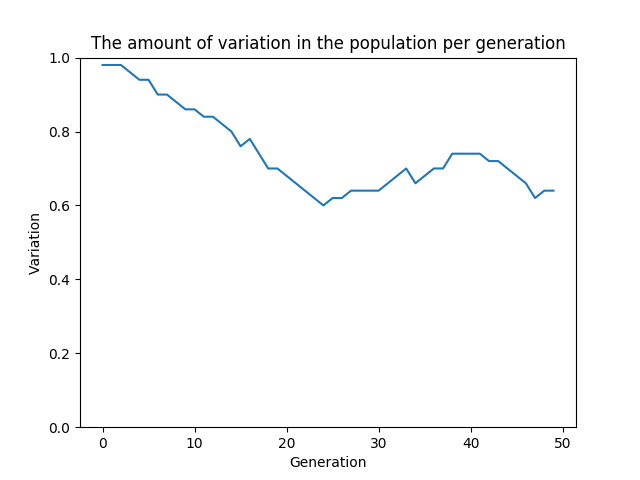 The amount of variation in the population per generation
1.0
0.8
0.6
0.4
0.2
0.0
Variation
0 10 20 30 40 50
Generation